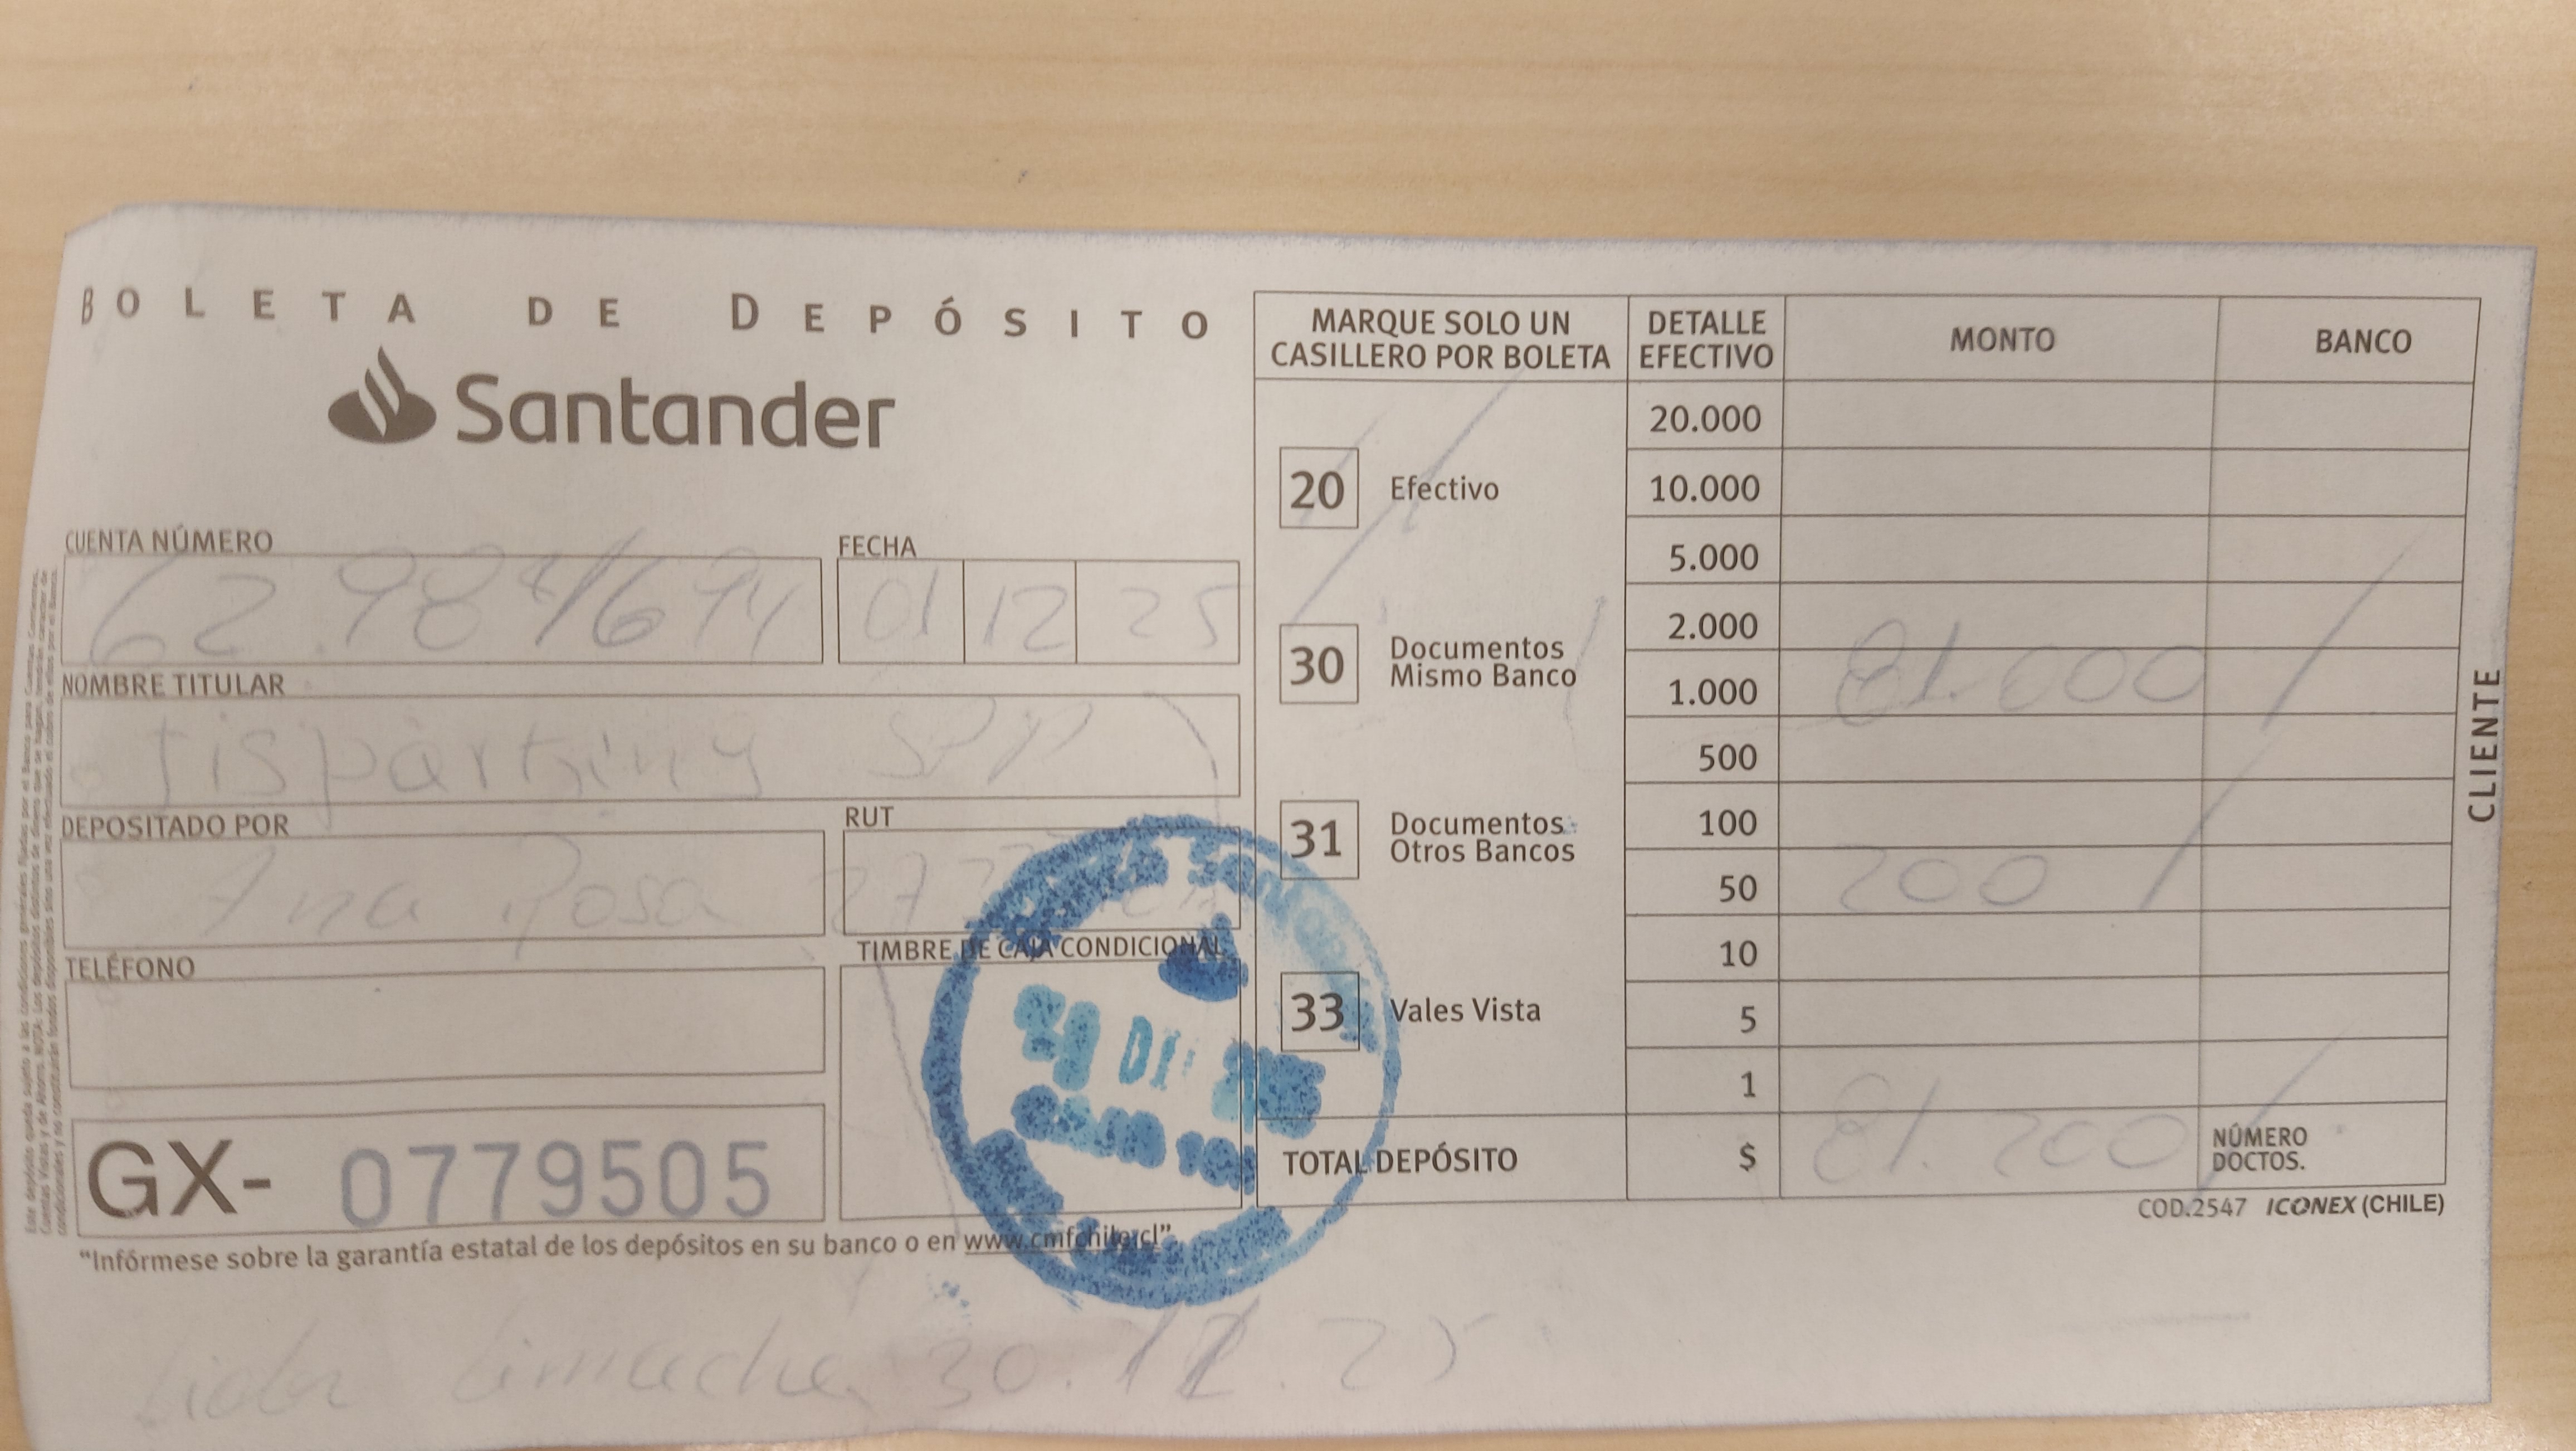 BOLETA DE DEPÓSITO
Santander
CUENTA NÚMERO
FECHA
01 12 25
NOMBRE TITULAR
Jisparking SPA
DEPOSITADO POR
RUT
Ana Rosa
TELÉFONO
TIMBRE DE CAJA CONDICIONAL
GX- 0779505
"Infórmese sobre la garantía estatal de los depósitos en su banco o en www.cmfchile.cl".
MARQUE SOLO UN CASILLERO POR BOLETA
20 Efectivo
30 Documentos Mismo Banco
31 Documentos Otros Bancos
33 Vales Vista
DETALLE EFECTIVO MONTO BANCO
20.000
10.000
5.000
2.000
1.000 81.000
500
100
50 200
10
5
1
TOTAL DEPÓSITO $ 81.200 NÚMERO DOCTOS.
COD.2547 ICONEX (CHILE)
CLIENTE
Lider Limache 30.12.25